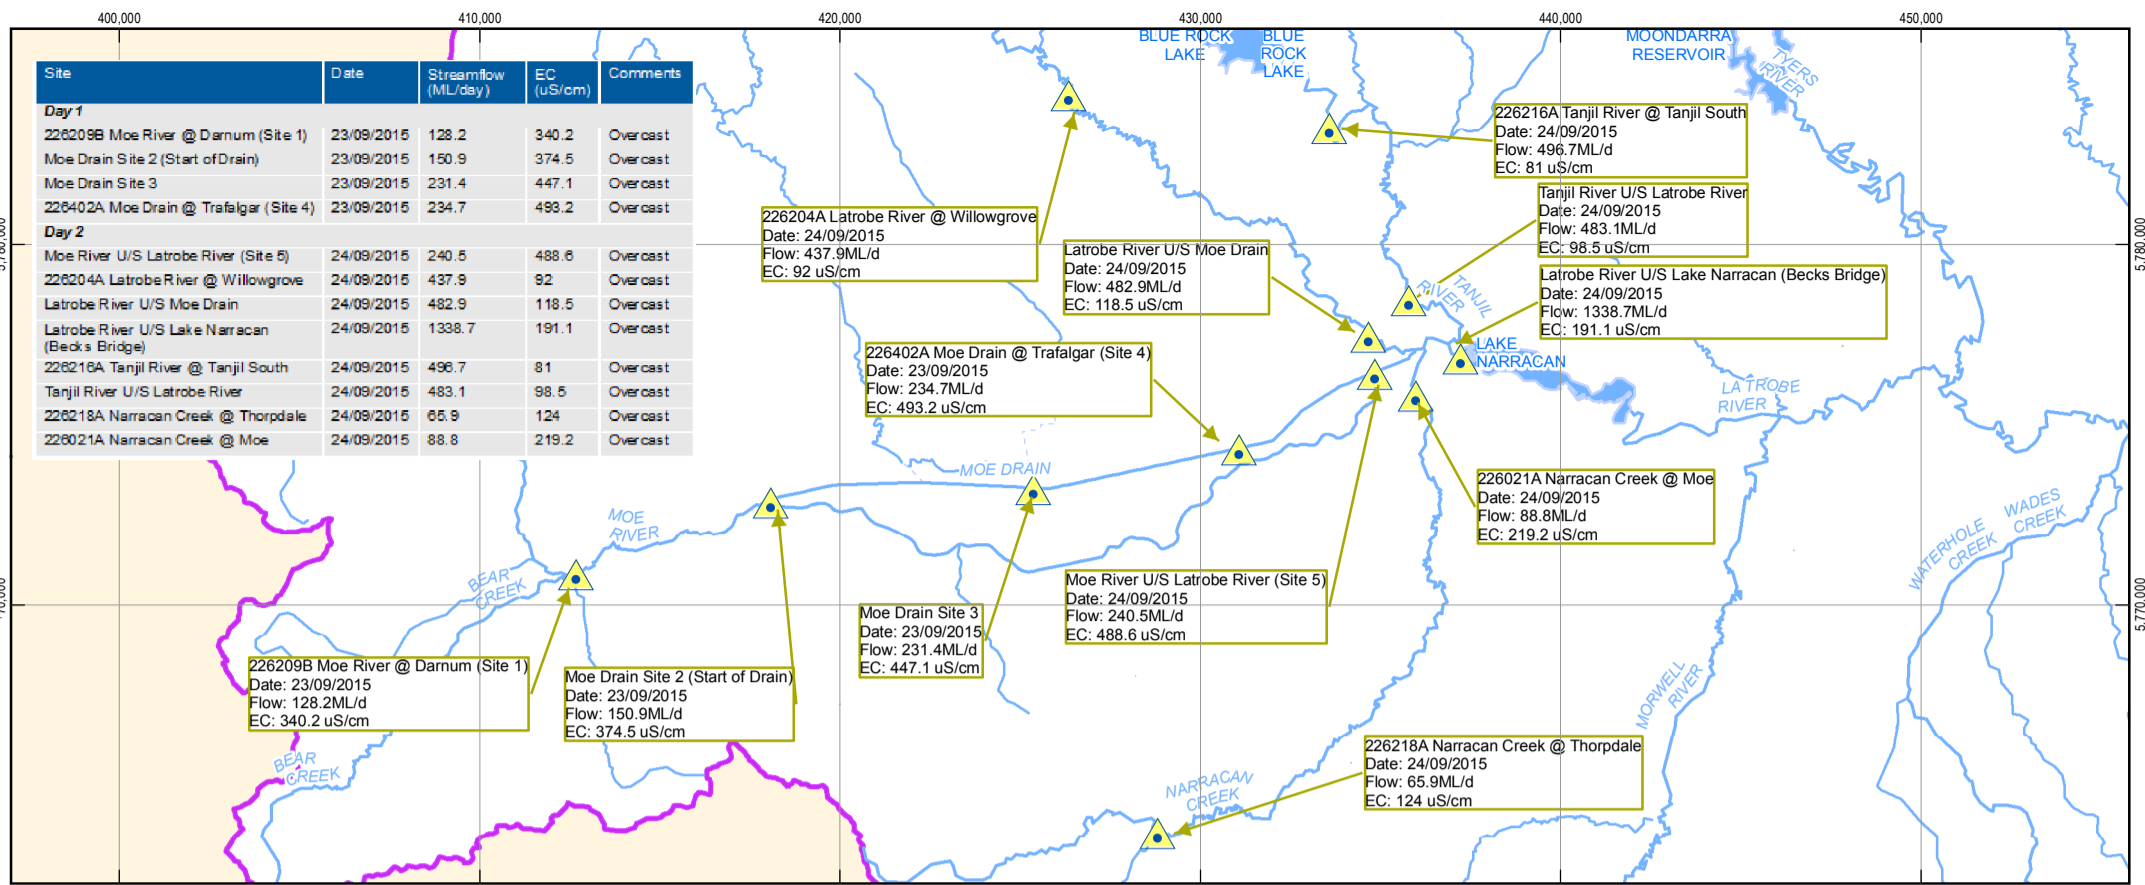 400,000 410,000 420,000 430,000 440,000 450,000
Site Date Streamflow (ML/day) EC (uS/cm) Comments
Day 1
226209B Moe River @ Darnum (Site 1) 23/09/2015 128.2 340.2 Overcast
Moe Drain Site 2 (Start of Drain) 23/09/2015 150.9 374.5 Overcast
Moe Drain Site 3 23/09/2015 231.4 447.1 Overcast
226402A Moe Drain @ Trafalgar (Site 4) 23/09/2015 234.7 493.2 Overcast
Day 2
Moe River U/S Latrobe River (Site 5) 24/09/2015 240.5 488.6 Overcast
226204A Latrobe River @ Willowgrove 24/09/2015 437.9 92 Overcast
Latrobe River U/S Moe Drain 24/09/2015 482.9 118.5 Overcast
Latrobe River U/S Lake Narracan 24/09/2015 1338.7 191.1 Overcast
(Becks Bridge)
226216A Tanjil River @ Tanjil South 24/09/2015 496.7 81 Overcast
Tanjil River U/S Latrobe River 24/09/2015 483.1 98.5 Overcast
226218A Narracan Creek @ Thorpdale 24/09/2015 65.9 124 Overcast
226021A Narracan Creek @ Moe 24/09/2015 88.8 219.2 Overcast
BLUE ROCK
LAKE
BLUE
ROCK
LAKE
MOONDARRA
RESERVOIR
TYERS
RIVER
226216A Tanjil River @ Tanjil South
Date: 24/09/2015
Flow: 496.7ML/d
EC: 81 uS/cm
Tanjil River U/S Latrobe River
Date: 24/09/2015
Flow: 483.1ML/d
EC: 98.5 uS/cm
226204A Latrobe River @ Willowgrove
Date: 24/09/2015
Flow: 437.9ML/d
EC: 92 uS/cm
Latrobe River U/S Moe Drain
Date: 24/09/2015
Flow: 482.9ML/d
EC: 118.5 uS/cm
Latrobe River U/S Lake Narracan (Becks Bridge)
Date: 24/09/2015
Flow: 1338.7ML/d
EC: 191.1 uS/cm
5,780,000
TANJIL
RIVER
LAKE
NARRACAN
226402A Moe Drain @ Trafalgar (Site 4)
Date: 23/09/2015
Flow: 234.7ML/d
EC: 493.2 uS/cm
LA TROBE
RIVER
MOE DRAIN
226021A Narracan Creek @ Moe
Date: 24/09/2015
Flow: 88.8ML/d
EC: 219.2 uS/cm
MOE
RIVER
WADES
CREEK
WATERHOLE
CREEK
BEAR
CREEK
Moe River U/S Latrobe River (Site 5)
Date: 24/09/2015
Flow: 240.5ML/d
EC: 488.6 uS/cm
5,770,000
Moe Drain Site 3
Date: 23/09/2015
Flow: 231.4ML/d
EC: 447.1 uS/cm
226209B Moe River @ Darnum (Site 1)
Date: 23/09/2015
Flow: 128.2ML/d
EC: 340.2 uS/cm
Moe Drain Site 2 (Start of Drain)
Date: 23/09/2015
Flow: 150.9ML/d
EC: 374.5 uS/cm
MORWELL
RIVER
BEAR
CREEK
226218A Narracan Creek @ Thorpdale
Date: 24/09/2015
Flow: 65.9ML/d
EC: 124 uS/cm
NARRACAN
CREEK